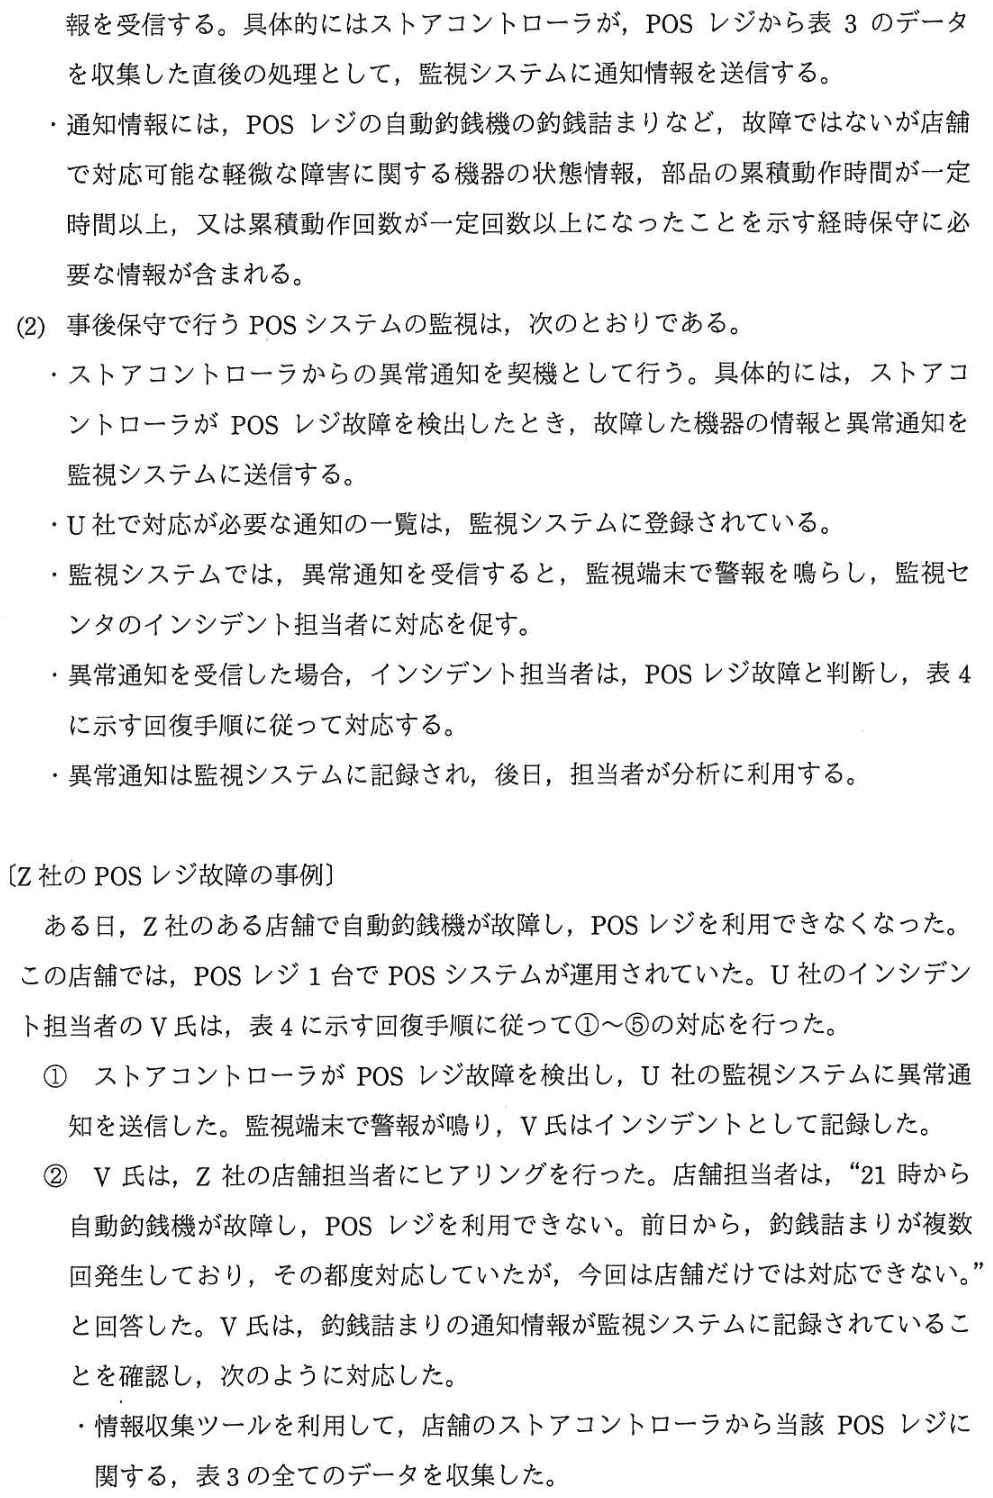 報を受信する。具体的にはストアコントローラが，POS レジから表 3 のデータ
を収集した直後の処理として，監視システムに通知情報を送信する。
・通知情報には，POS レジの自動釣銭機の釣銭詰まりなど，故障ではないが店舗
で対応可能な軽微な障害に関する機器の状態情報，部品の累積動作時間が一定
時間以上，又は累積動作回数が一定回数以上になったことを示す経時保守に必
要な情報が含まれる。
(2) 事後保守で行う POS システムの監視は，次のとおりである。
・ストアコントローラからの異常通知を契機として行う。具体的には，ストアコ
ントローラが POS レジ故障を検出したとき，故障した機器の情報と異常通知を
監視システムに送信する。
・U 社で対応が必要な通知の一覧は，監視システムに登録されている。
・監視システムでは，異常通知を受信すると，監視端末で警報を鳴らし，監視セ
ンタのインシデント担当者に対応を促す。
・異常通知を受信した場合，インシデント担当者は，POS レジ故障と判断し，表 4
に示す回復手順に従って対応する。
・異常通知は監視システムに記録され，後日，担当者が分析に利用する。
〔Z 社の POS レジ故障の事例〕
ある日，Z 社のある店舗で自動釣銭機が故障し，POS レジを利用できなくなった。
この店舗では，POS レジ 1 台で POS システムが運用されていた。U 社のインシデン
ト担当者の V 氏は，表 4 に示す回復手順に従って①～⑤の対応を行った。
① ストアコントローラが POS レジ故障を検出し，U 社の監視システムに異常通
知を送信した。監視端末で警報が鳴り，V 氏はインシデントとして記録した。
② V 氏は，Z 社の店舗担当者にヒアリングを行った。店舗担当者は，“21 時から
自動釣銭機が故障し，POS レジを利用できない。前日から，釣銭詰まりが複数
回発生しており，その都度対応していたが，今回は店舗だけでは対応できない。”
と回答した。V 氏は，釣銭詰まりの通知情報が監視システムに記録されているこ
とを確認し，次のように対応した。
・情報収集ツールを利用して，店舗のストアコントローラから当該 POS レジに
関する，表 3 の全てのデータを収集した。